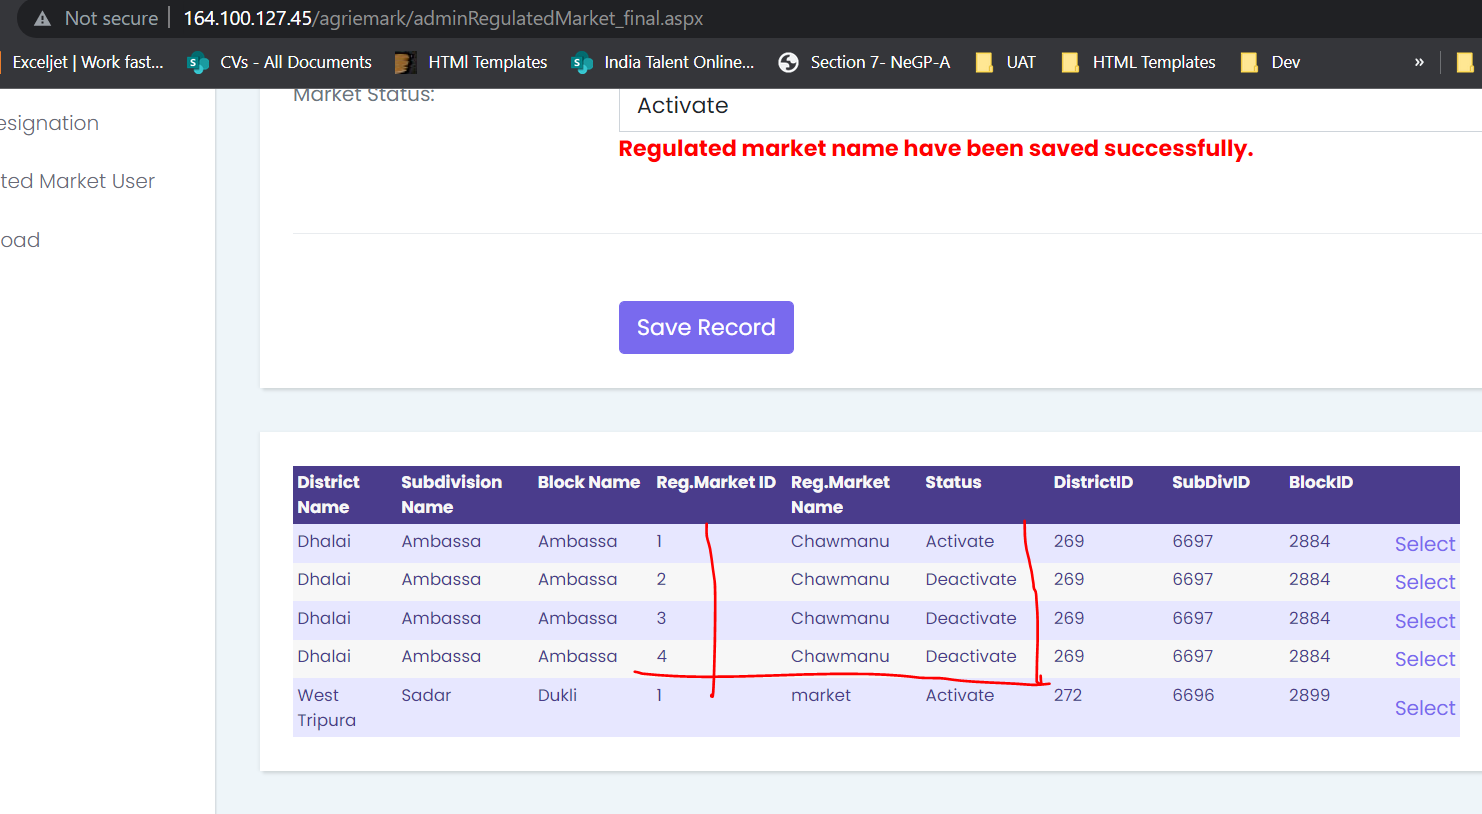 Not secure 164.100.127.45/agriemark/adminRegulatedMarket_final.aspx
Exceljet | Work fast... CVs - All Documents HTMl Templates India Talent Online... Section 7- NeGP-A UAT HTML Templates Dev »
Market Status: Activate
esignation
Regulated market name have been saved successfully.
ted Market User
oad
Save Record
District Name Subdivision Name Block Name Reg.Market ID Reg.Market Name Status DistrictID SubDivID BlockID
Dhalai Ambassa Ambassa 1 Chawmanu Activate 269 6697 2884 Select
Dhalai Ambassa Ambassa 2 Chawmanu Deactivate 269 6697 2884 Select
Dhalai Ambassa Ambassa 3 Chawmanu Deactivate 269 6697 2884 Select
Dhalai Ambassa Ambassa 4 Chawmanu Deactivate 269 6697 2884 Select
West Tripura Sadar Dukli 1 market Activate 272 6696 2899 Select